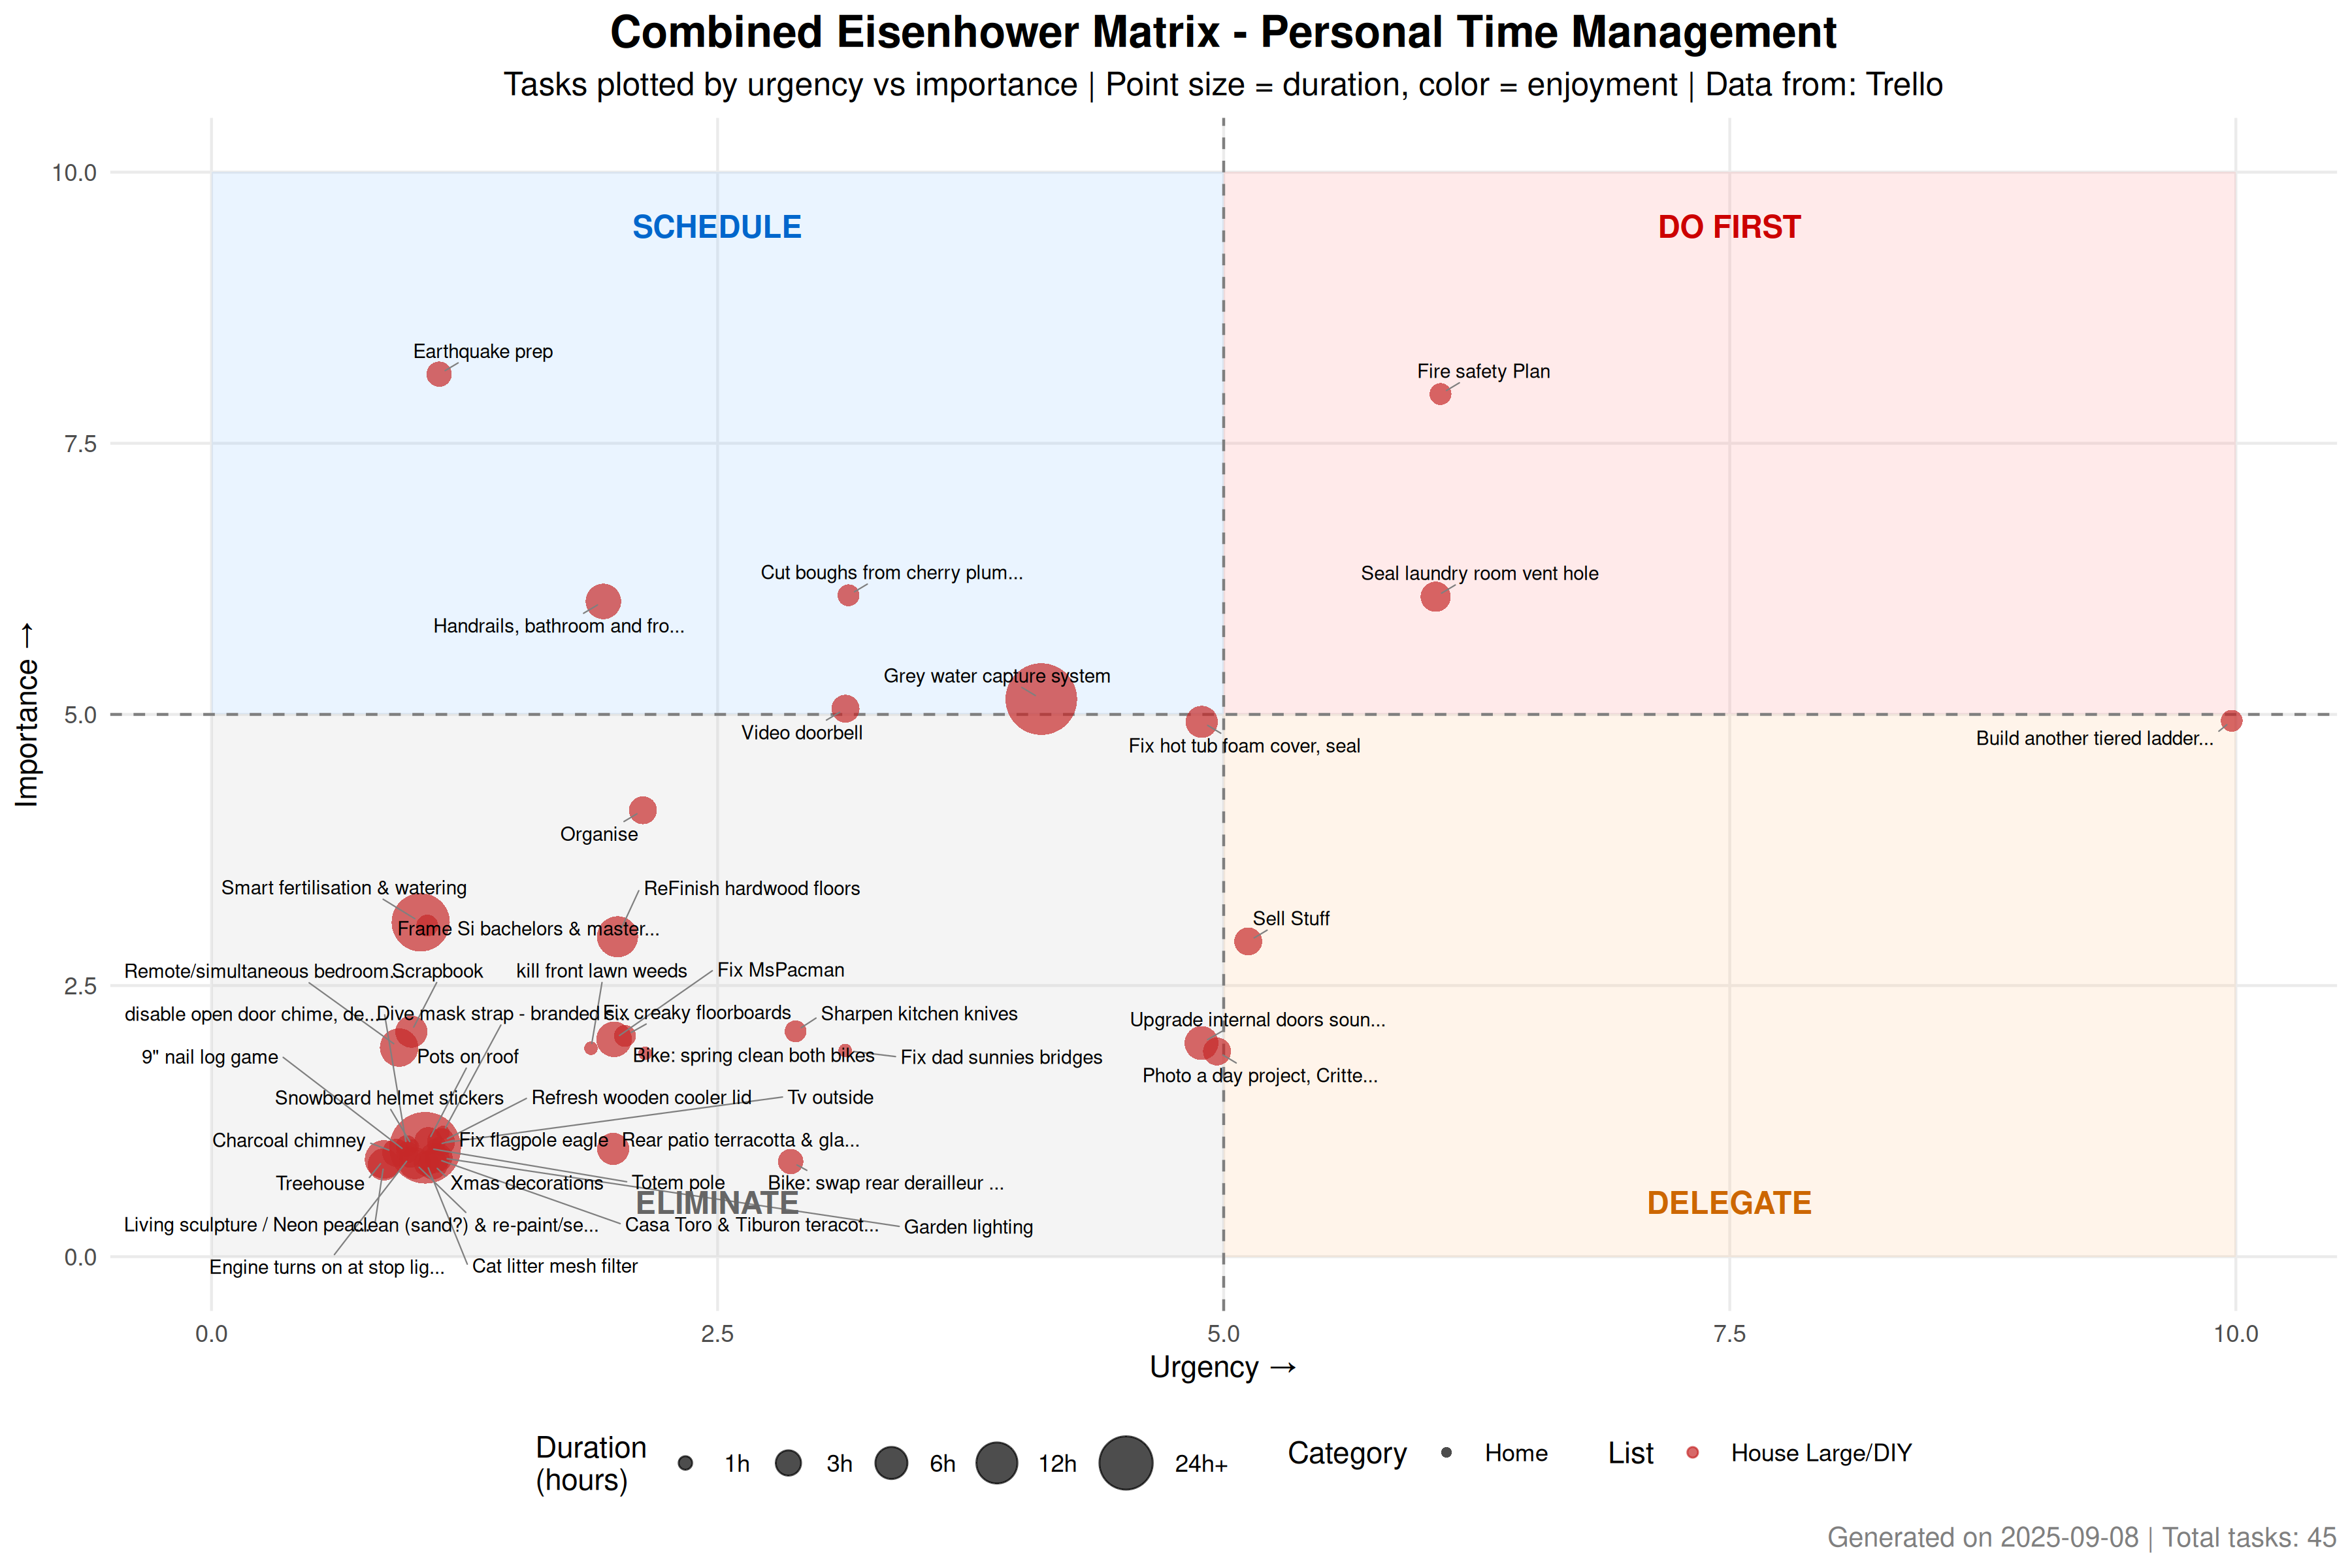 Combined Eisenhower Matrix - Personal Time Management
Tasks plotted by urgency vs importance | Point size = duration, color = enjoyment | Data from: Trello
10.0
7.5
5.0
2.5
0.0
Importance →
SCHEDULE
DO FIRST
Earthquake prep
Fire safety Plan
Cut boughs from cherry plum...
Seal laundry room vent hole
Handrails, bathroom and fro...
Grey water capture system
Video doorbell
Fix hot tub foam cover, seal
Build another tiered ladder...
Organise
Smart fertilisation & watering
ReFinish hardwood floors
Frame Si bachelors & master...
Sell Stuff
Remote/simultaneous bedroom...
Scrapbook
kill front lawn weeds
Fix MsPacman
disable open door chime, de...
Dive mask strap - branded
Fix creaky floorboards
Sharpen kitchen knives
Upgrade internal doors soun...
9" nail log game
Pots on roof
Bike: spring clean both bikes
Fix dad sunnies bridges
Photo a day project, Critte...
Snowboard helmet stickers
Refresh wooden cooler lid
Tv outside
Charcoal chimney
Fix flagpole eagle
Rear patio terracotta & gla...
Treehouse
Xmas decorations
Totem pole
Bike: swap rear derailleur ...
ELIMINATE
DELEGATE
Living sculpture / Neon
clean (sand?) & re-paint/se...
Casa Toro & Tiburon teracot...
Garden lighting
Engine turns on at stop lig...
Cat litter mesh filter
0.0
2.5
5.0
7.5
10.0
Urgency →
Duration
(hours)
1h
3h
6h
12h
24h+
Category
Home
List
House Large/DIY
Generated on 2025-09-08 | Total tasks: 45